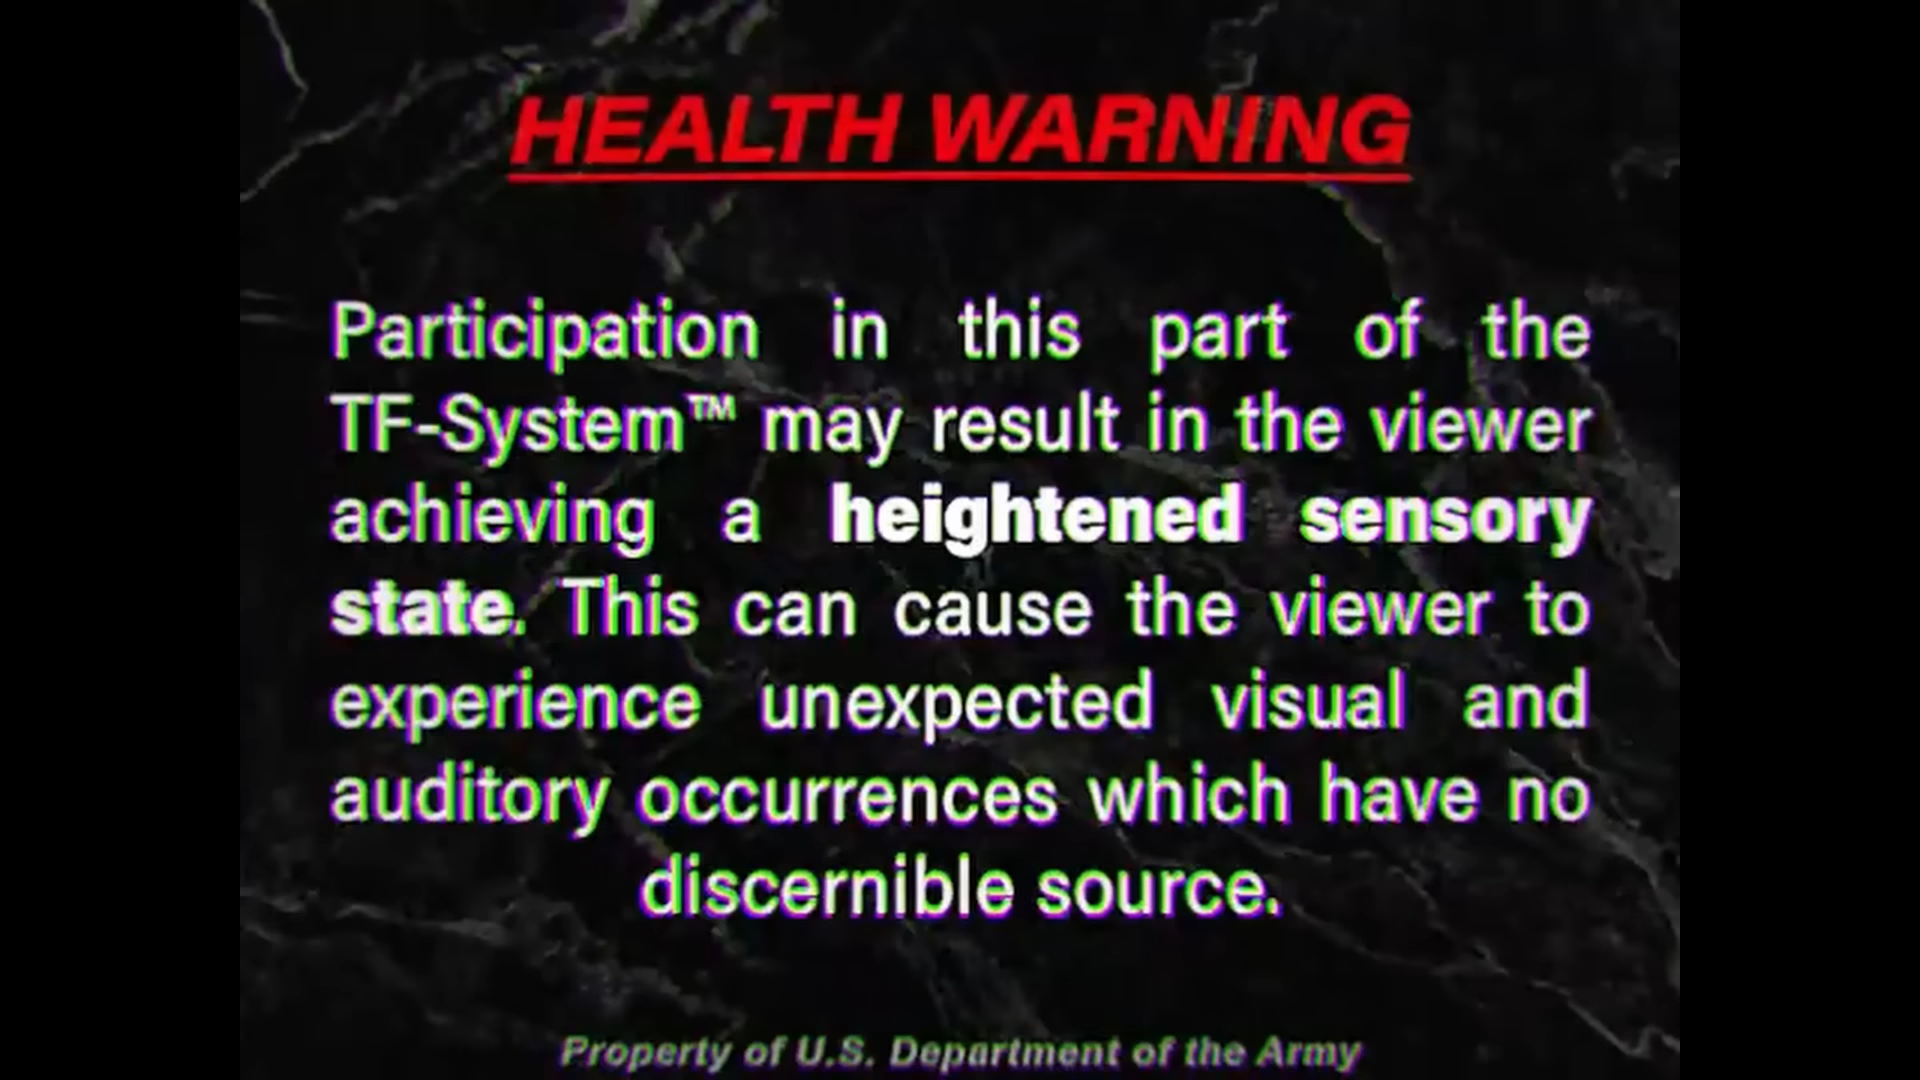 HEALTH WARNING
Participation in this part of the
TF-System™ may result in the viewer
achieving a heightened sensory
state. This can cause the viewer to
experience unexpected visual and
auditory occurrences which have no
discernible source.
Property of U.S. Department of the Army